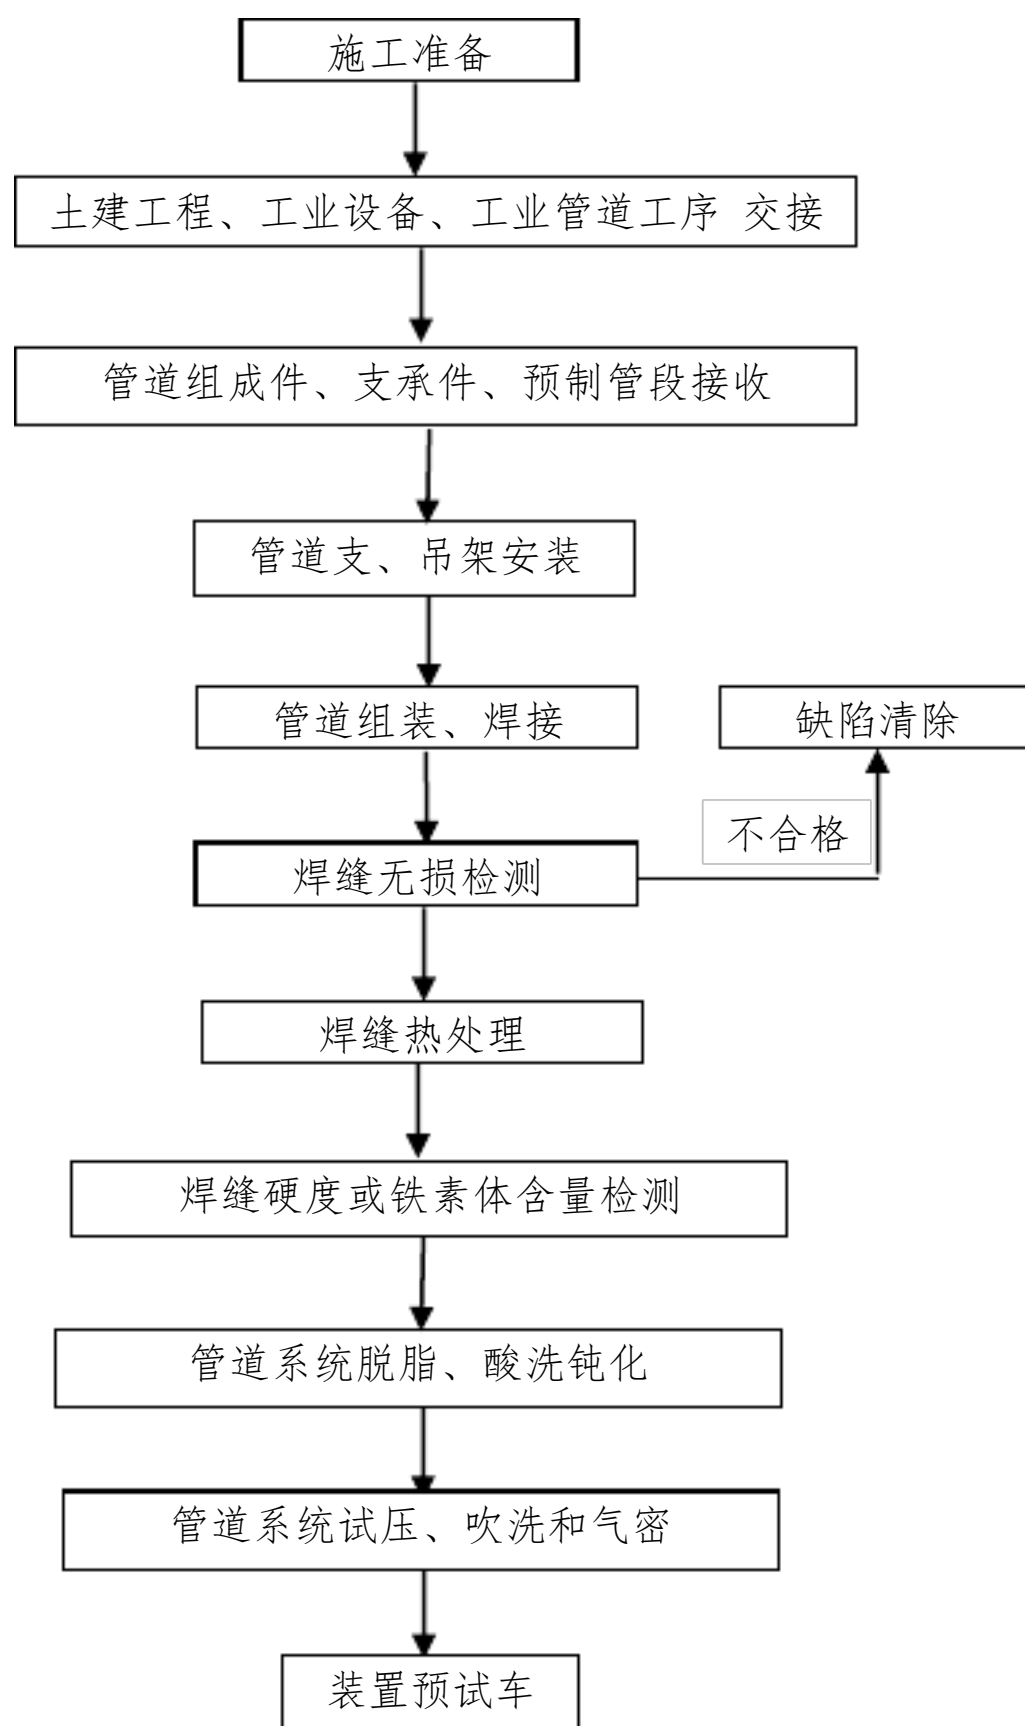 施工准备
土建工程、工业设备、工业管道工序 交接
管道组成件、支承件、预制管段接收
管道支、吊架安装
管道组装、焊接
缺陷清除
不合格
焊缝无损检测
焊缝热处理
焊缝硬度或铁素体含量检测
管道系统脱脂、酸洗钝化
管道系统试压、吹洗和气密
装置预试车